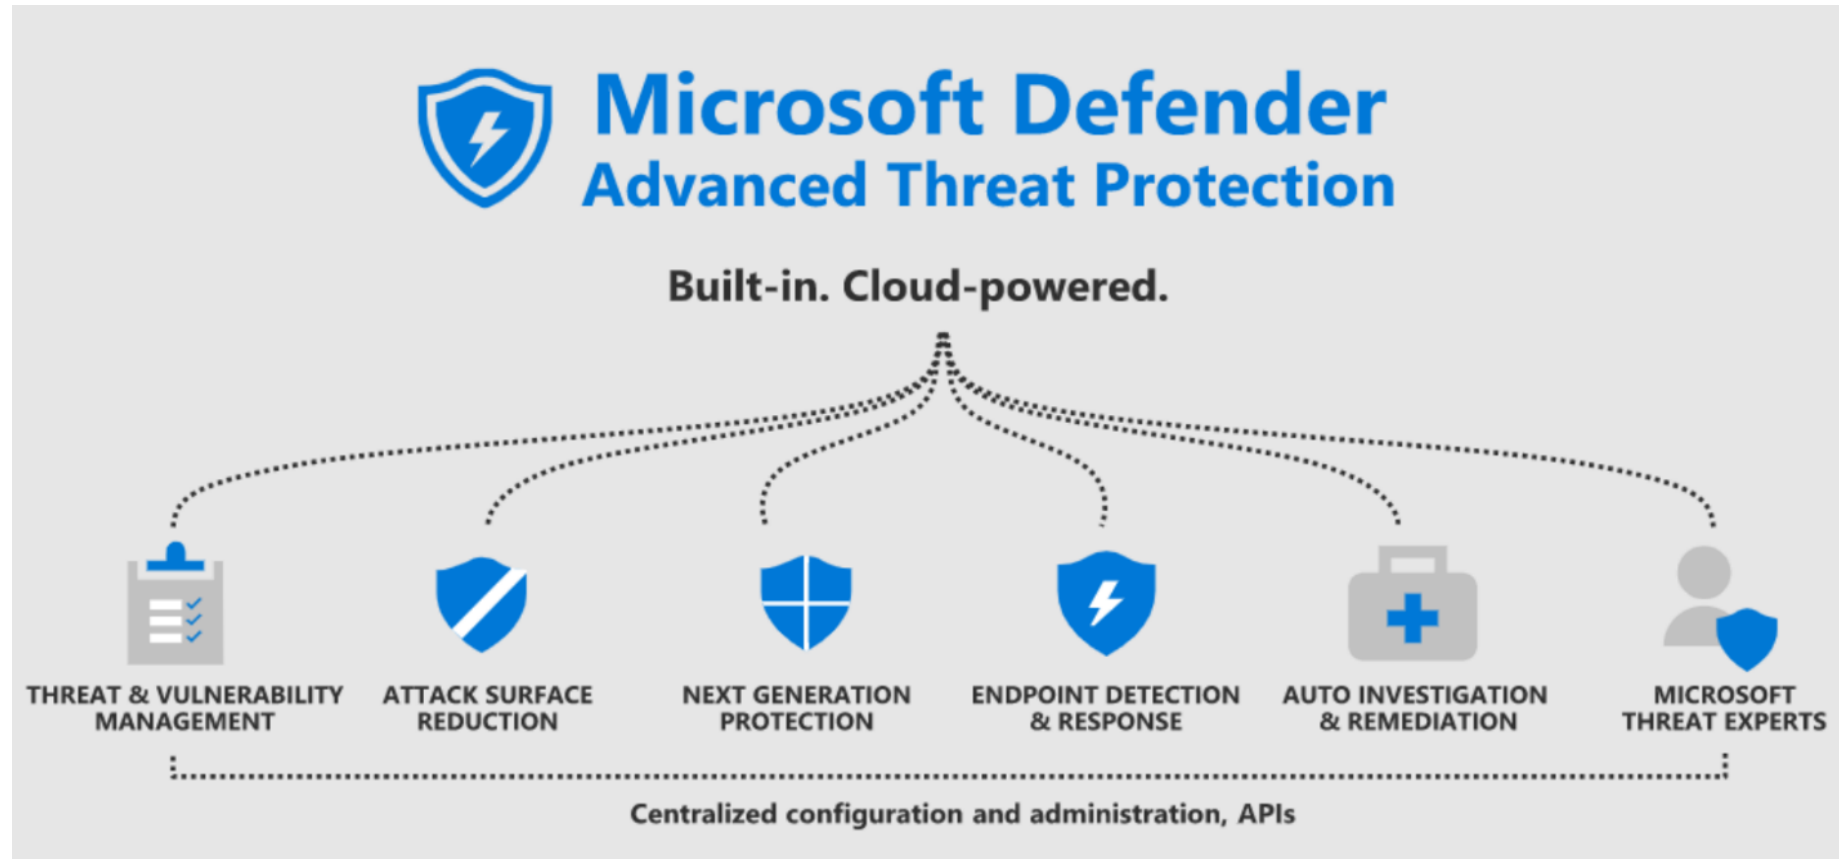 Microsoft Defender
Advanced Threat Protection
Built-in. Cloud-powered.
THREAT & VULNERABILITY
MANAGEMENT
ATTACK SURFACE
REDUCTION
NEXT GENERATION
PROTECTION
ENDPOINT DETECTION
& RESPONSE
AUTO INVESTIGATION
& REMEDIATION
MICROSOFT
THREAT EXPERTS
Centralized configuration and administration, APIs